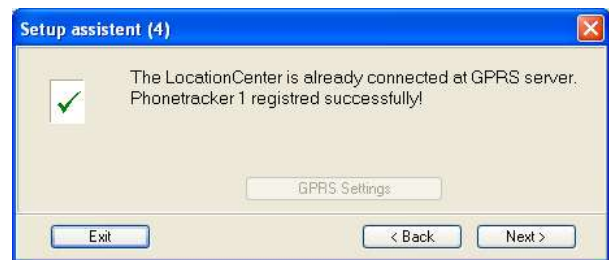 Setup assistent (4)
The LocationCenter is already connected at GPRS server.
Phonetracker 1 registred successfully!
GPRS Settings
Exit
< Back
Next >